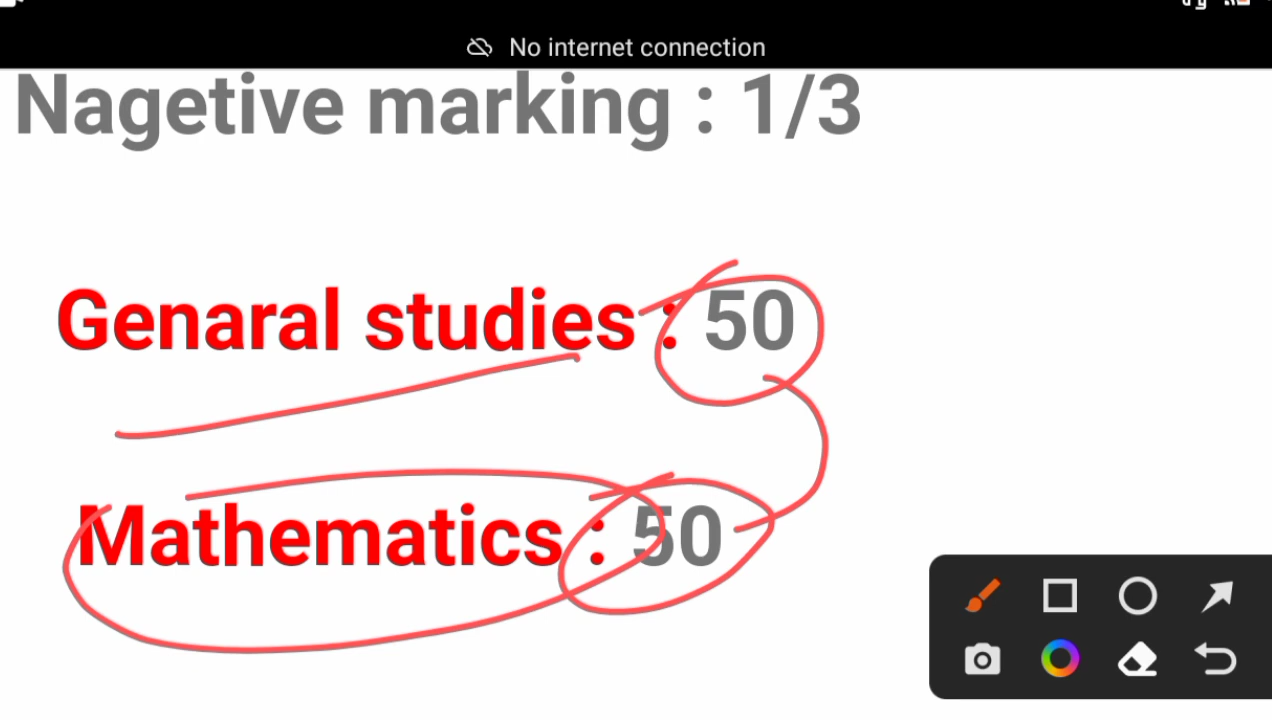 No internet connection
Nagetive marking : 1/3
Genaral studies : 50
Mathematics : 50